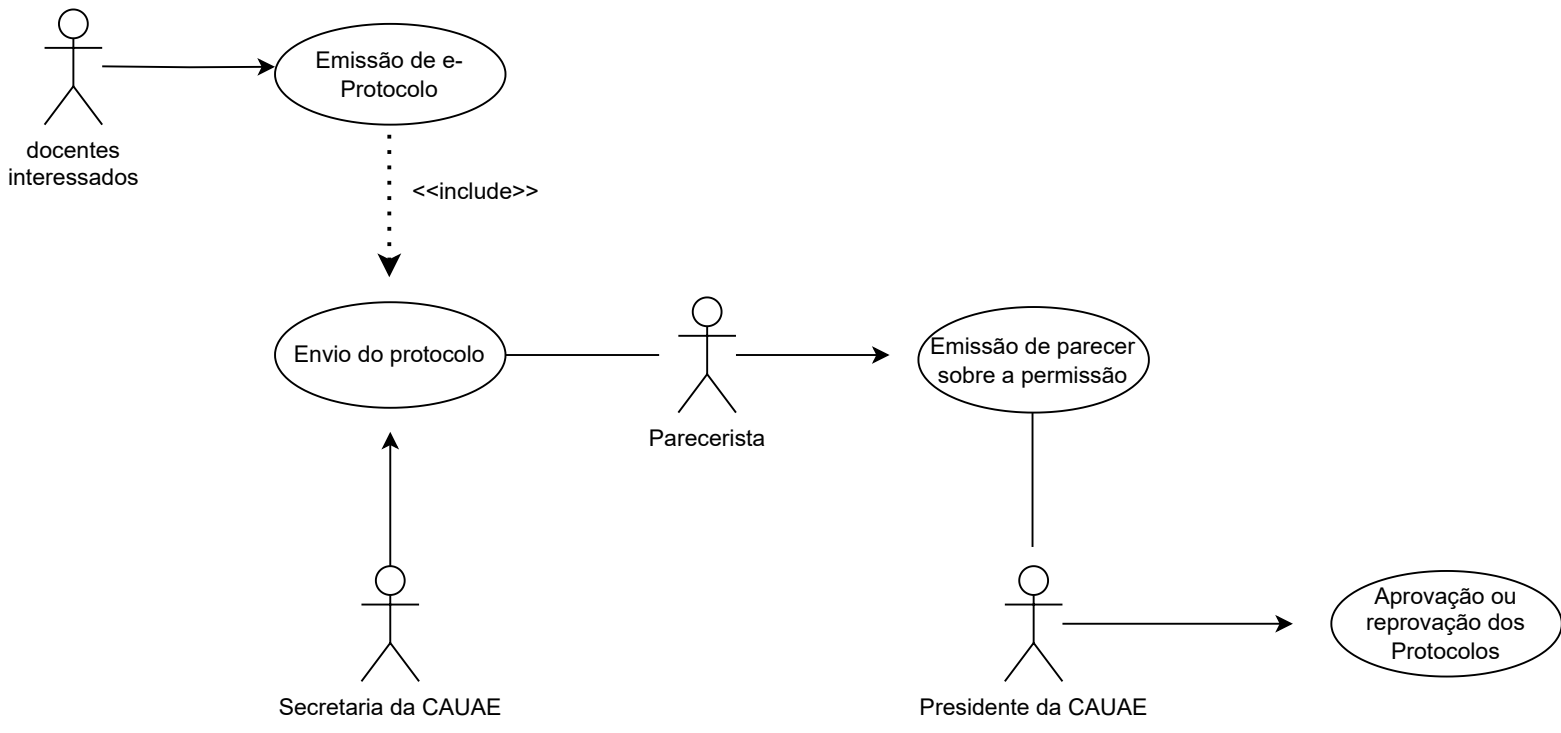 Emissão de e-
Protocolo
docentes
interessados
<<include>>
Envio do protocolo
Parecerista
Emissão de parecer
sobre a permissão
Secretaria da CAUAE
Presidente da CAUAE
Aprovação ou
reprovação dos
Protocolos